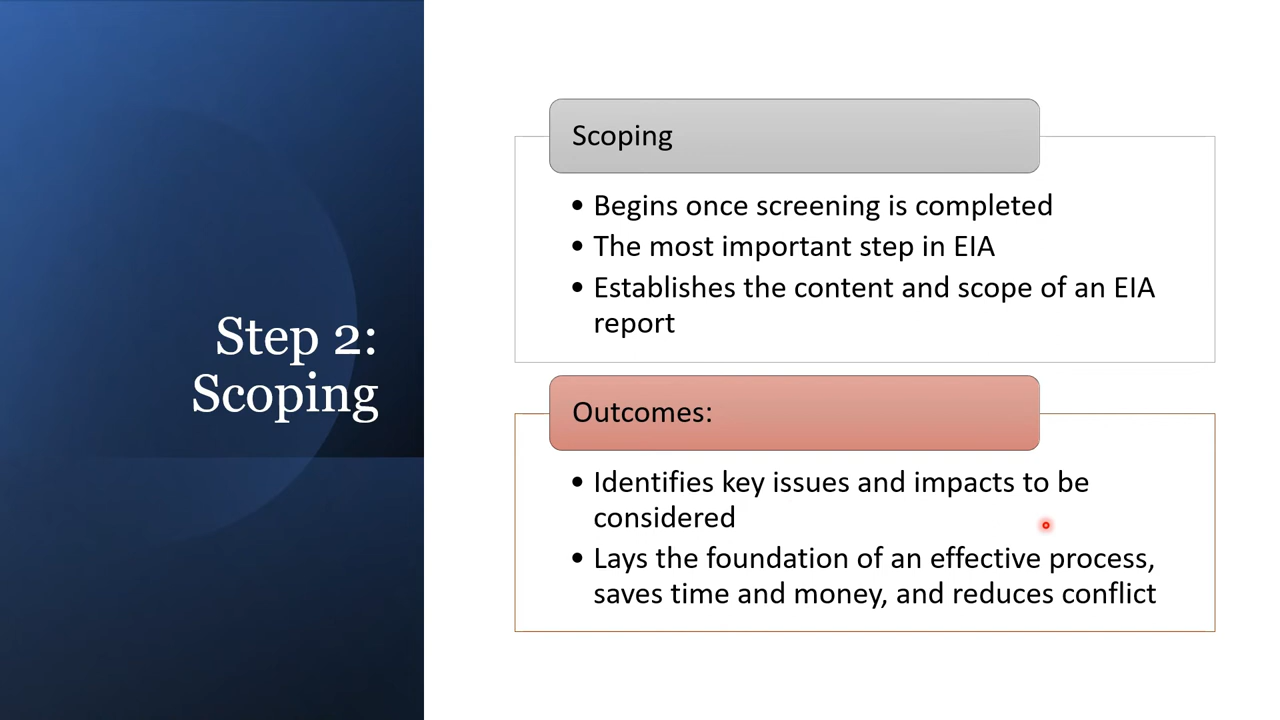 Step 2:
Scoping
Scoping
• Begins once screening is completed
• The most important step in EIA
• Establishes the content and scope of an EIA
report
Outcomes:
• Identifies key issues and impacts to be
considered
• Lays the foundation of an effective process,
saves time and money, and reduces conflict